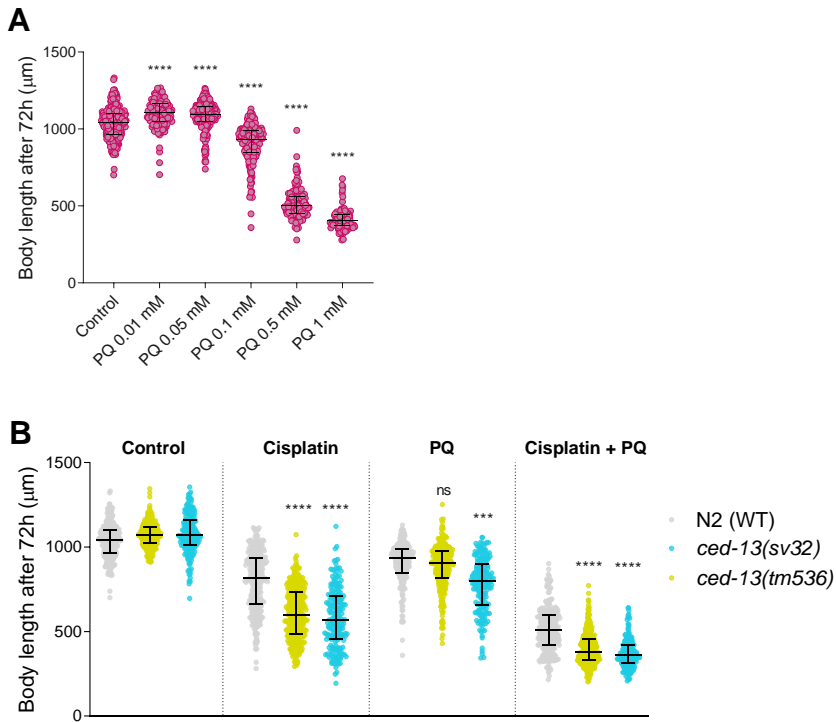 A
Body length after 72h (μm)
1500
1000
500
0
****
****
****
****
****
Control
PQ 0.01 mM
PQ 0.05 mM
PQ 0.1 mM
PQ 0.5 mM
PQ 1 mM
B
Control
Cisplatin
PQ
Cisplatin + PQ
Body length after 72h (μm)
1500
1000
500
0
**** ****
ns
***
**** ****
N2 (WT)
ced-13(sv32)
ced-13(tm536)